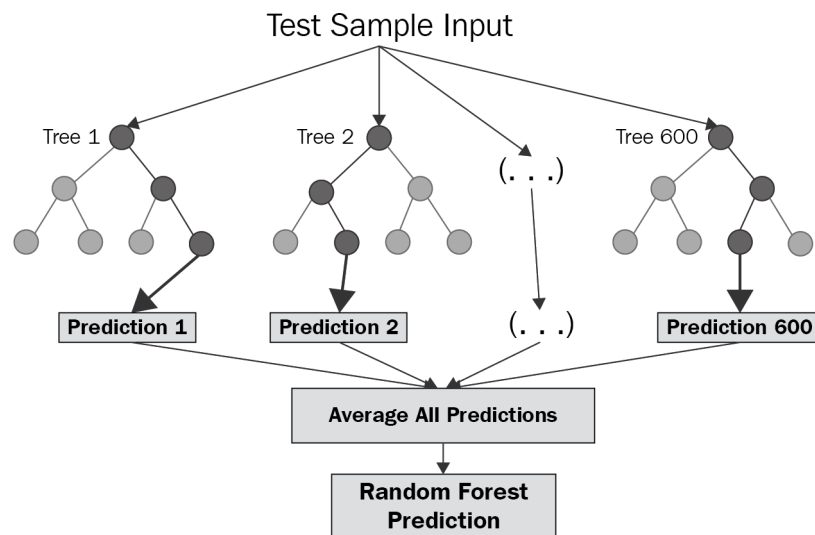 Test Sample Input
Tree 1
Tree 2
Tree 600
(. . .)
Prediction 1
Prediction 2
(. . .)
Prediction 600
Average All Predictions
Random Forest
Prediction